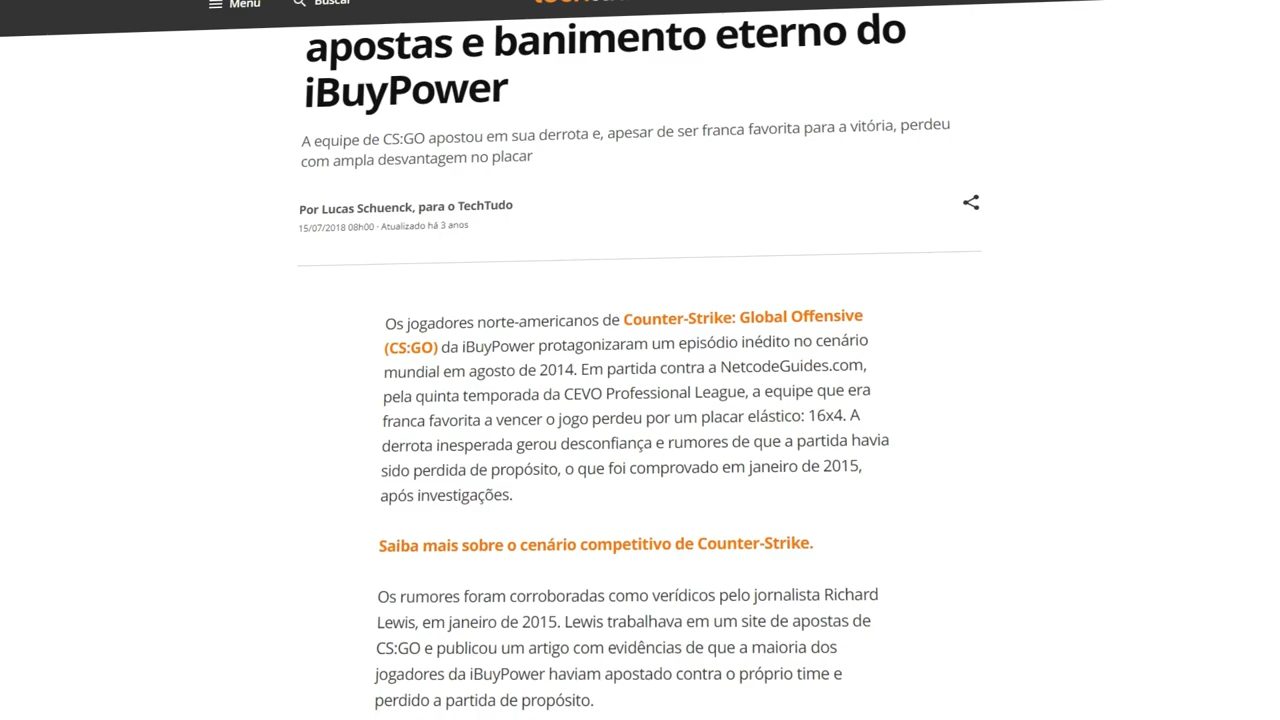 Menu
Buscar
apostas e banimento eterno do
iBuyPower
A equipe de CS:GO apostou em sua derrota e, apesar de ser franca favorita para a vitória, perdeu
com ampla desvantagem no placar
Por Lucas Schuenck, para o TechTudo
15/07/2018 08h00 · Atualizado há 3 anos
Os jogadores norte-americanos de Counter-Strike: Global Offensive
(CS:GO) da iBuyPower protagonizaram um episódio inédito no cenário
mundial em agosto de 2014. Em partida contra a NetcodeGuides.com,
pela quinta temporada da CEVO Professional League, a equipe que era
franca favorita a vencer o jogo perdeu por um placar elástico: 16x4. A
derrota inesperada gerou desconfiança e rumores de que a partida havia
sido perdida de propósito, o que foi comprovado em janeiro de 2015,
após investigações.
Saiba mais sobre o cenário competitivo de Counter-Strike.
Os rumores foram corroboradas como verídicos pelo jornalista Richard
Lewis, em janeiro de 2015. Lewis trabalhava em um site de apostas de
CS:GO e publicou um artigo com evidências de que a maioria dos
jogadores da iBuyPower haviam apostado contra o próprio time e
perdido a partida de propósito.